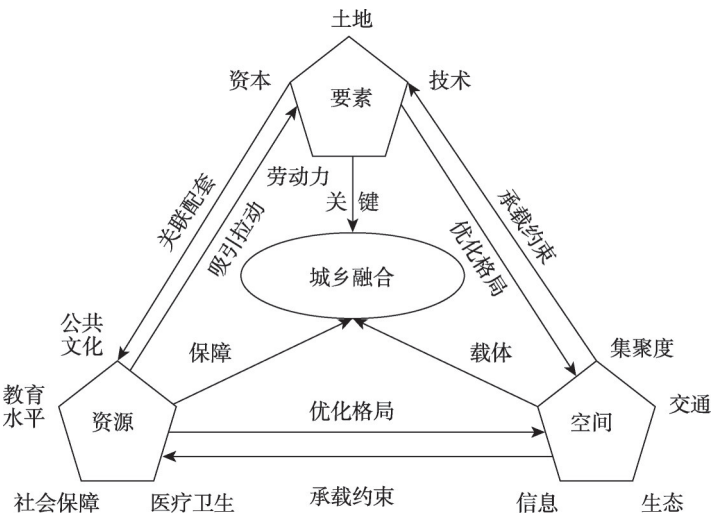 土地
资本
要素
技术
劳动力
关 键
关联配套
吸引拉动
优化格局
承载约束
城乡融合
公共
文化
保障
载体
集聚度
教育
水平
资源
优化格局
空间
交通
社会保障
医疗卫生
承载约束
信息
生态